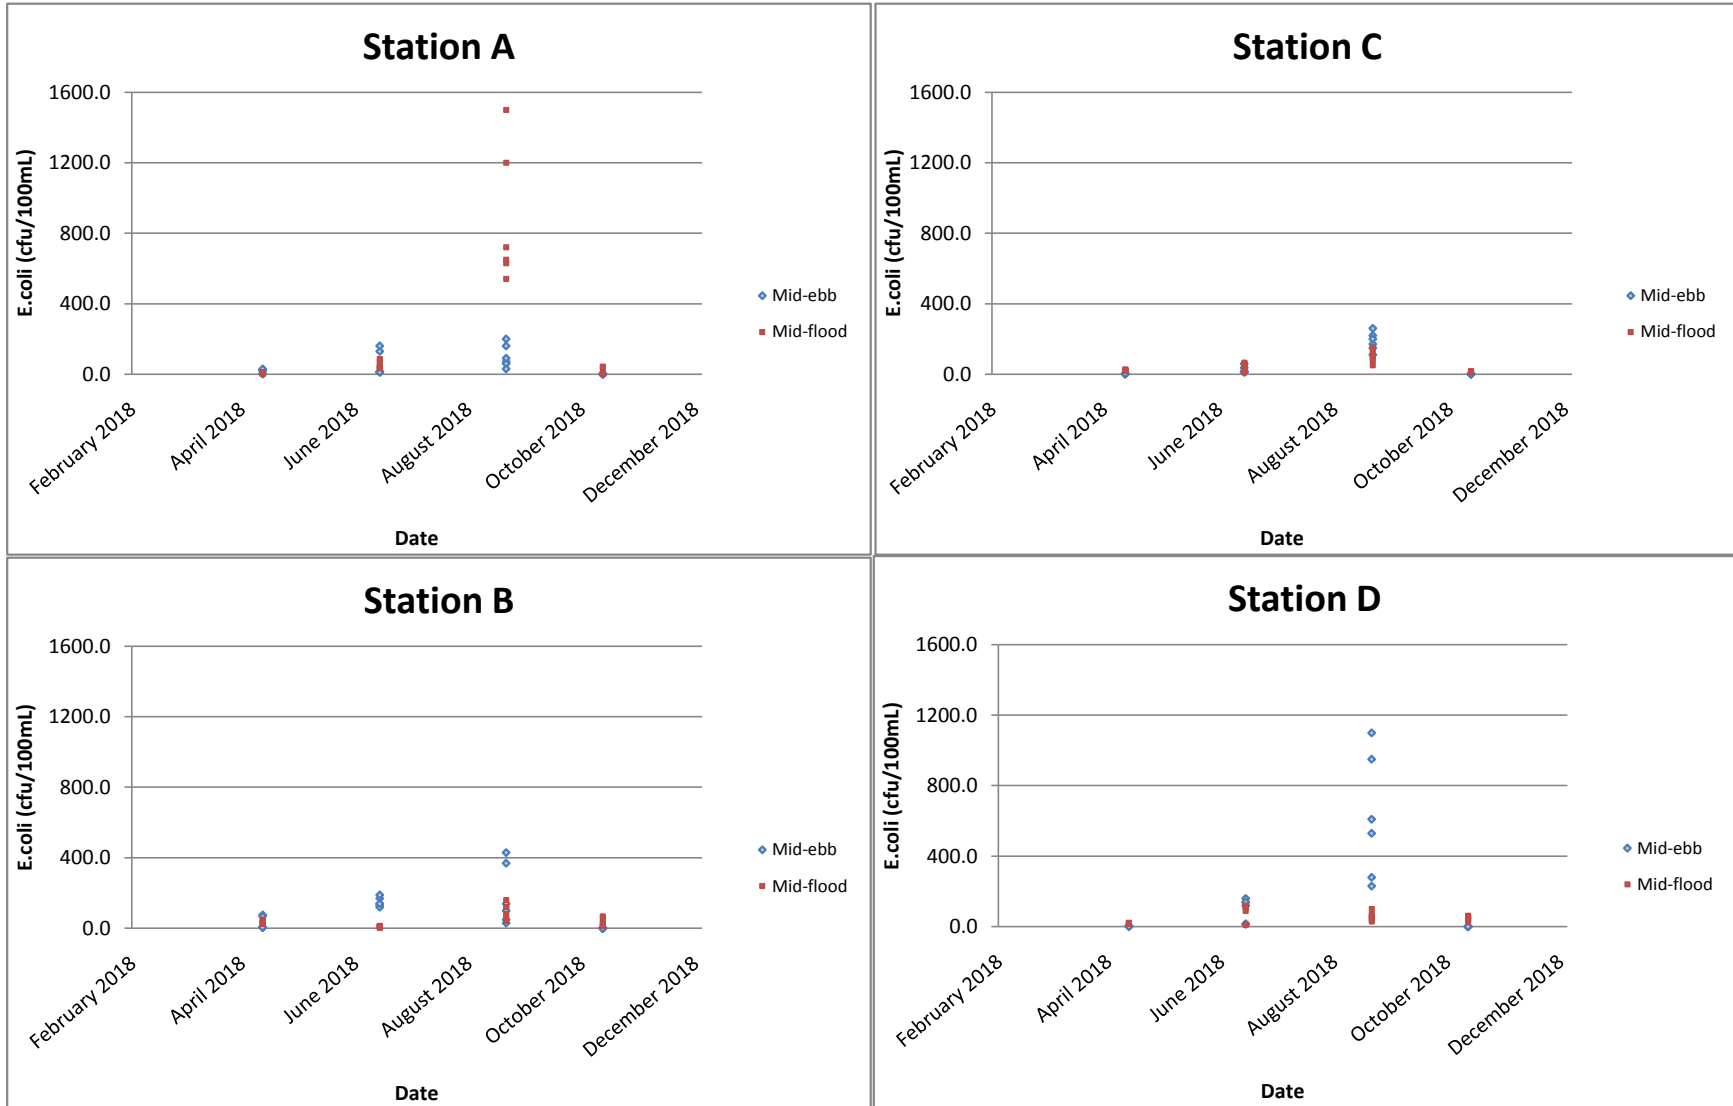 Station A
1600.0
1200.0
800.0
400.0
0.0
E.coli (cfu/100mL)
February 2018
April 2018
June 2018
August 2018
October 2018
December 2018
Date
Mid-ebb
Mid-flood
Station C
1600.0
1200.0
800.0
400.0
0.0
E.coli (cfu/100mL)
February 2018
April 2018
June 2018
August 2018
October 2018
December 2018
Date
Mid-ebb
Mid-flood
Station B
1600.0
1200.0
800.0
400.0
0.0
E.coli (cfu/100mL)
February 2018
April 2018
June 2018
August 2018
October 2018
December 2018
Date
Mid-ebb
Mid-flood
Station D
1600.0
1200.0
800.0
400.0
0.0
E.coli (cfu/100mL)
February 2018
April 2018
June 2018
August 2018
October 2018
December 2018
Date
Mid-ebb
Mid-flood